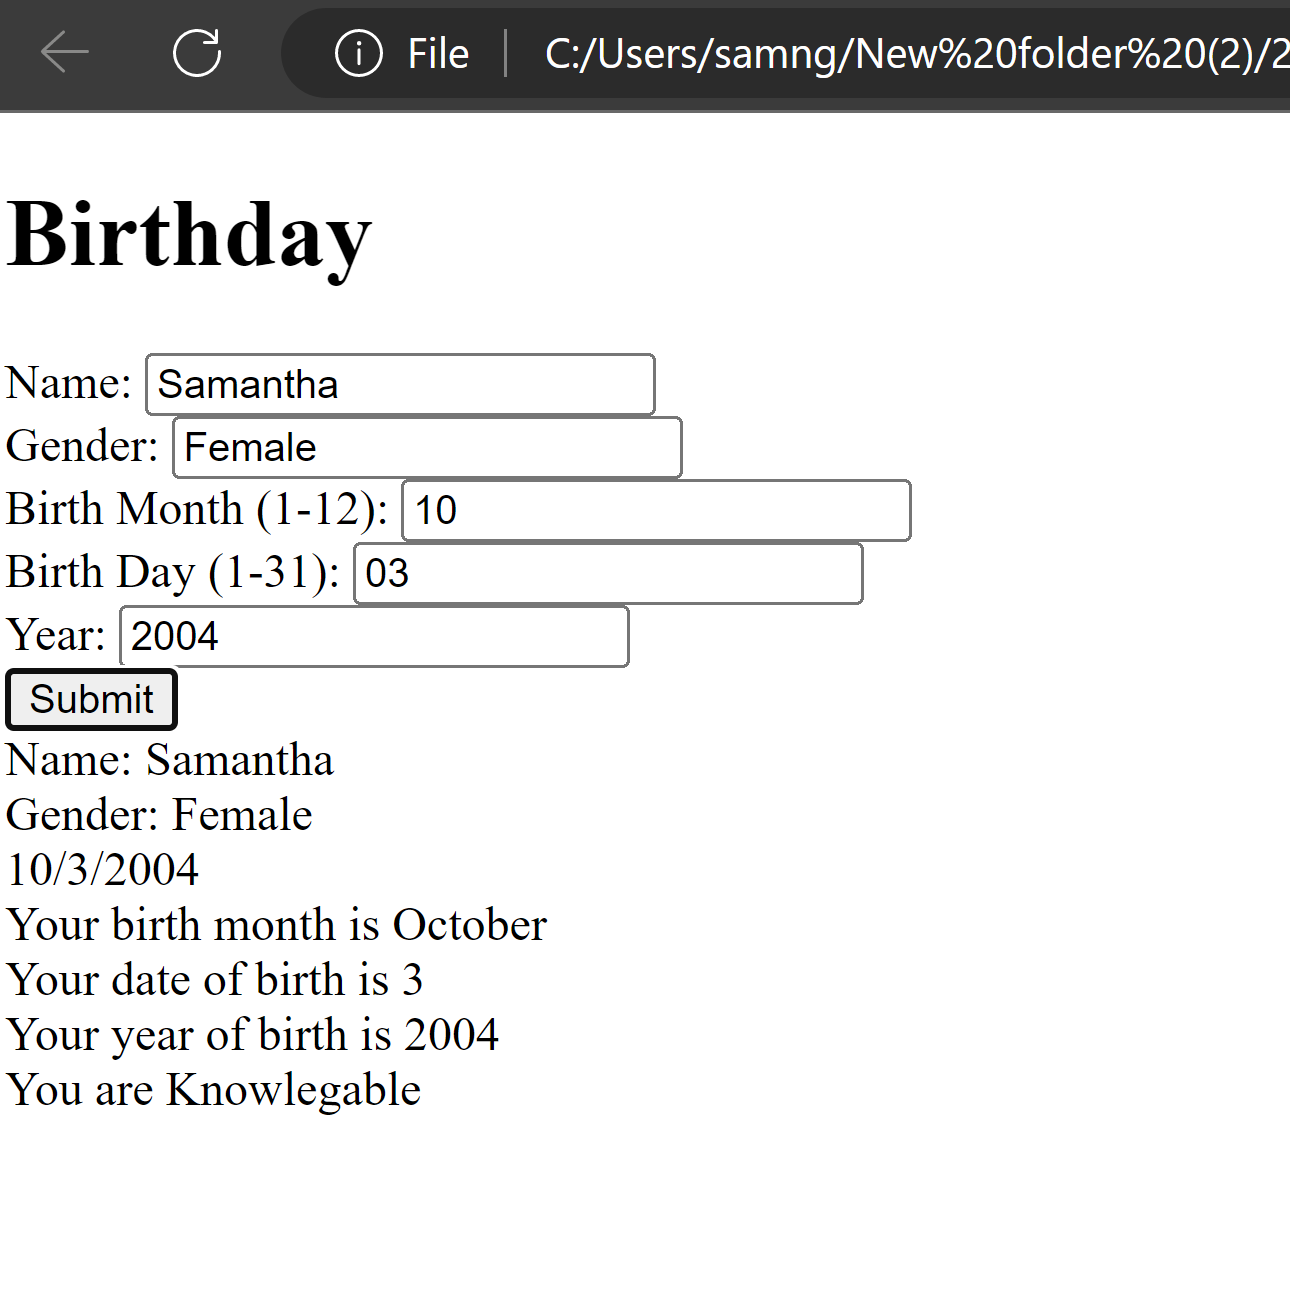 File C:/Users/samng/New%20folder%20(2)/2
Birthday
Name: Samantha
Gender: Female
Birth Month (1-12): 10
Birth Day (1-31): 03
Year: 2004
Submit
Name: Samantha
Gender: Female
10/3/2004
Your birth month is October
Your date of birth is 3
Your year of birth is 2004
You are Knowlegable